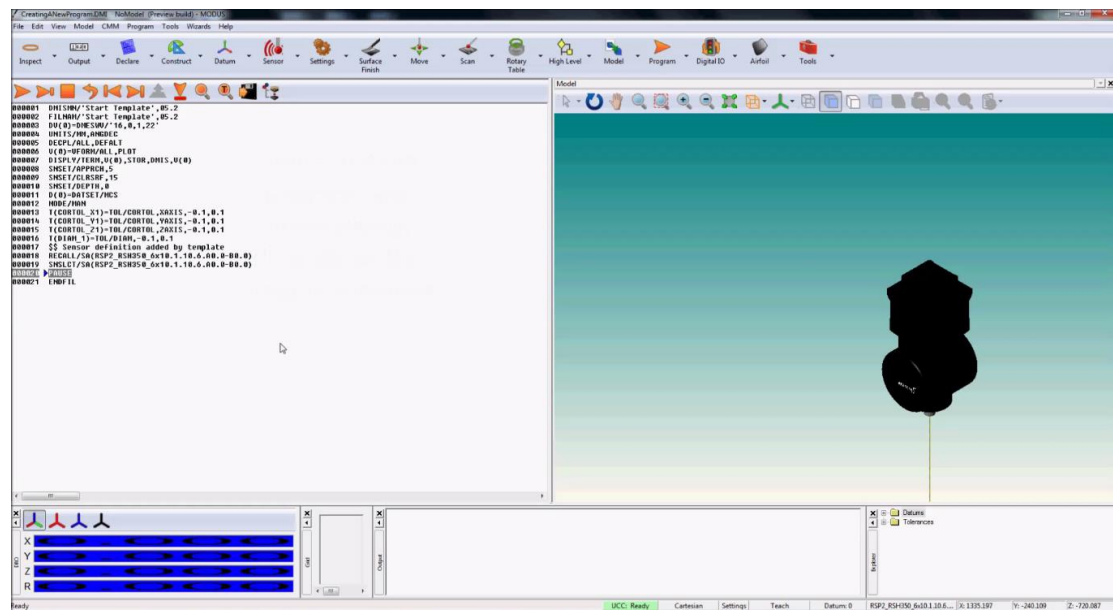 CreatingANewProgram.DMI NoModel (Preview build) - MODUS
File Edit View Model CMM Program Tools Wizards Help
Inspect Output Declare Construct Datum Sensor Settings Surface Finish Move Scan Rotary Table High Level Model Program Digital IO Airfoil Tools
Model
000001 DMISMN/'Start Template',05.2
000002 FILNAM/'Start Template',05.2
000003 DV(0)=DMESWV/'16,0,1,22'
000004 UNITS/MM,ANGDEC
000005 DECPL/ALL,DEFALT
000006 V(0)=VFORM/ALL,PLOT
000007 DISPLY/TERM,V(0),STOR,DMIS,V(0)
000008 SNSET/APPRCH,5
000009 SNSET/CLRSRF,15
000010 SNSET/DEPTH,0
000011 D(0)=DATSET/MCS
000012 MODE/MAN
000013 T(CORTOL_X1)=TOL/CORTOL,XAXIS,-0.1,0.1
000014 T(CORTOL_Y1)=TOL/CORTOL,YAXIS,-0.1,0.1
000015 T(CORTOL_Z1)=TOL/CORTOL,ZAXIS,-0.1,0.1
000016 T(DIAM_1)=TOL/DIAM,-0.1,0.1
000017 $$ Sensor definition added by template
000018 RECALL/SA(RSP2_RSH350_6x10.1.10.6.A0.0-B0.0)
000019 SNSLCT/SA(RSP2_RSH350_6x10.1.10.6.A0.0-B0.0)
000020 PAUSE
000021 ENDFIL
X
Y
Z
R
DRO
Grid
Output
Explorer
Datums
Tolerances
Ready
UCC: Ready Cartesian Settings Teach Datum: 0 RSP2_RSH350_6x10.1.10.6.... X: 1335.197 Y: -240.109 Z: -720.887